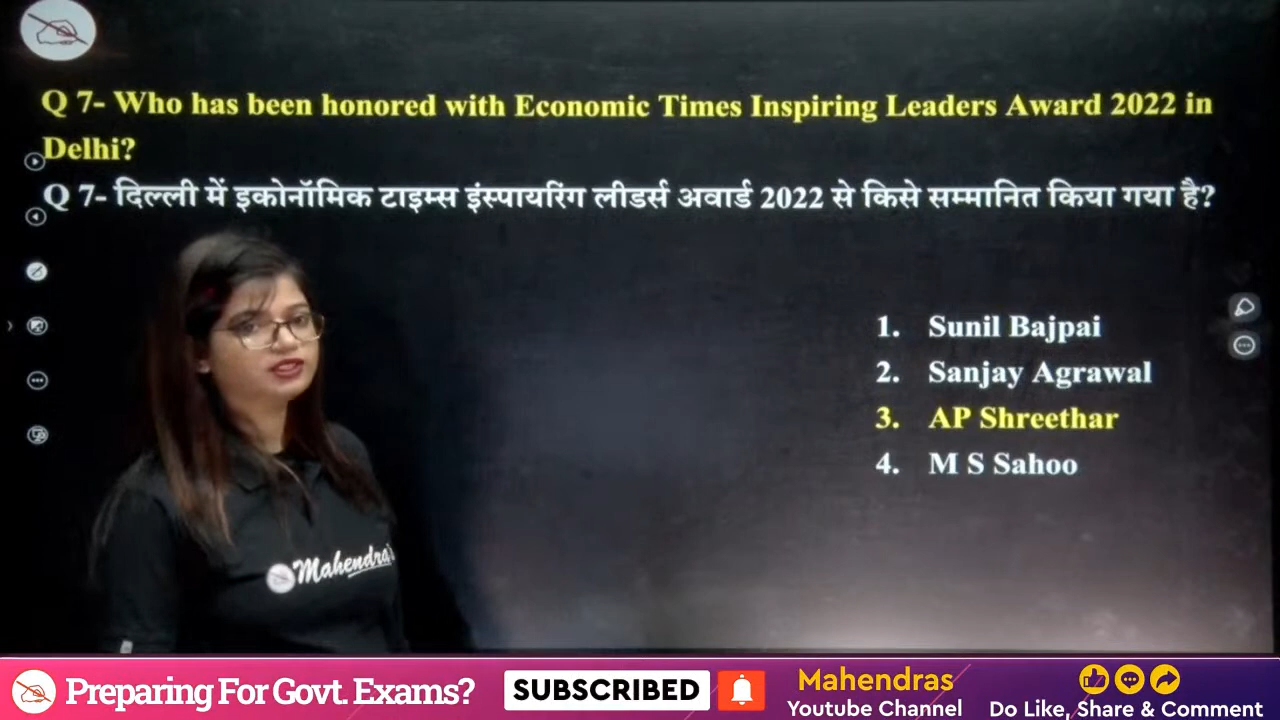 Q 7- Who has been honored with Economic Times Inspiring Leaders Award 2022 in
Delhi?
Q 7- दिल्ली में इकोनॉमिक टाइम्स इंस्पायरिंग लीडर्स अवार्ड 2022 से किसे सम्मानित किया गया है?
1. Sunil Bajpai
2. Sanjay Agrawal
3. AP Shreethar
4. M S Sahoo
Mahendra's
Preparing For Govt. Exams?
SUBSCRIBED
Mahendras
Youtube Channel
Do Like, Share & Comment